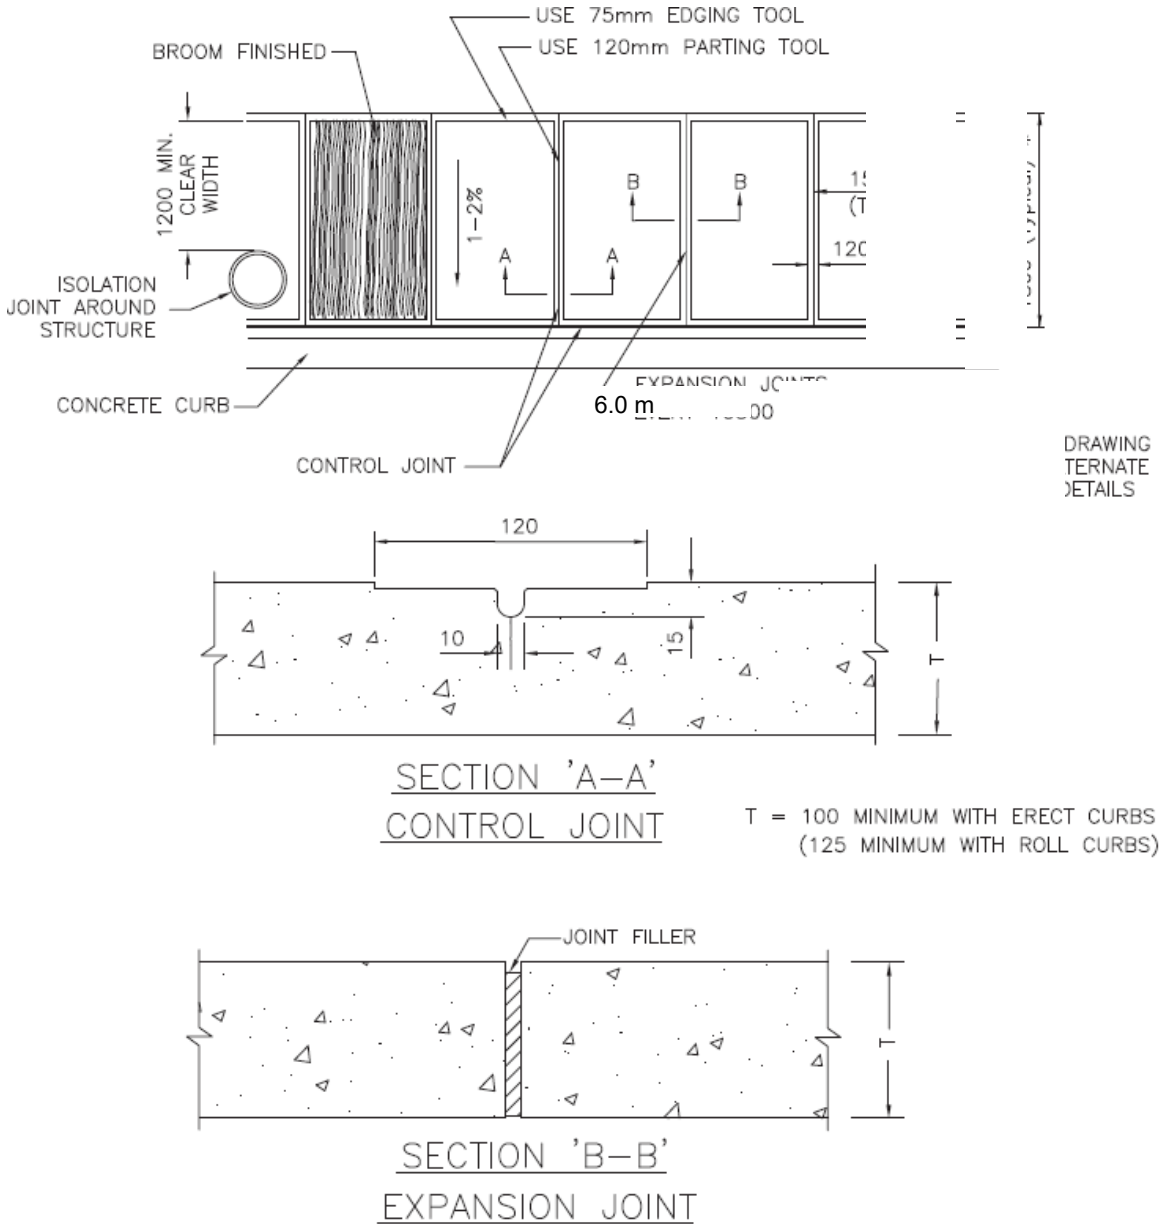 USE 75mm EDGING TOOL
USE 120mm PARTING TOOL
BROOM FINISHED
1200 MIN.
CLEAR
WIDTH
1-2%
B B
A A
120
ISOLATION
JOINT AROUND
STRUCTURE
CONCRETE CURB
EXPANSION JOINTS
6.0 m
CONTROL JOINT
DRAWING
TERNATE
DETAILS
120
10
15
T
SECTION 'A-A'
CONTROL JOINT
T = 100 MINIMUM WITH ERECT CURBS
(125 MINIMUM WITH ROLL CURBS)
JOINT FILLER
T
SECTION 'B-B'
EXPANSION JOINT